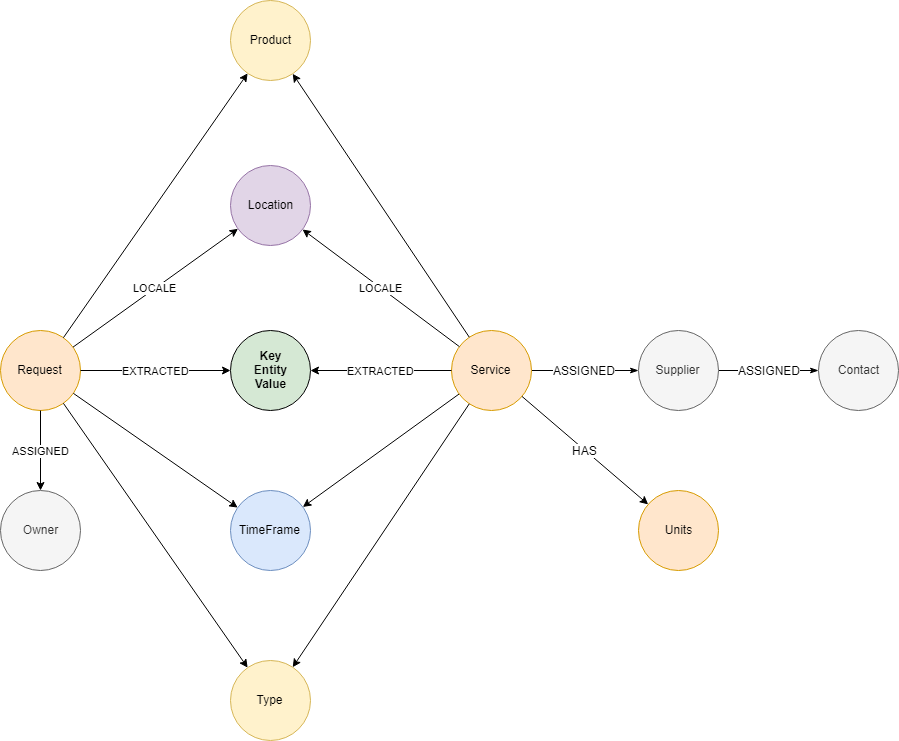 Product
Location
LOCALE
LOCALE
Request
EXTRACTED
Key
Entity
Value
EXTRACTED
Service
ASSIGNED
Supplier
ASSIGNED
Contact
ASSIGNED
HAS
Owner
TimeFrame
Units
Type